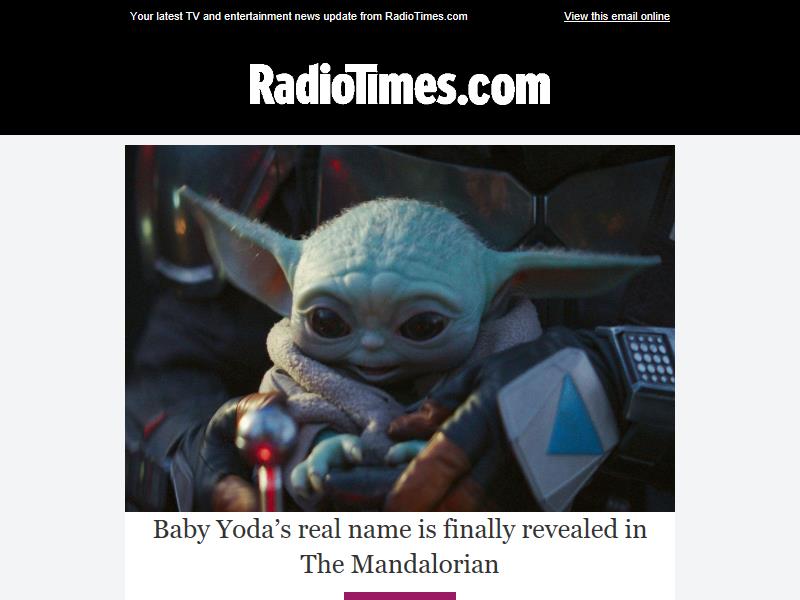 Your latest TV and entertainment news update from RadioTimes.com
View this email online
RadioTimes.com
Baby Yoda’s real name is finally revealed in
The Mandalorian